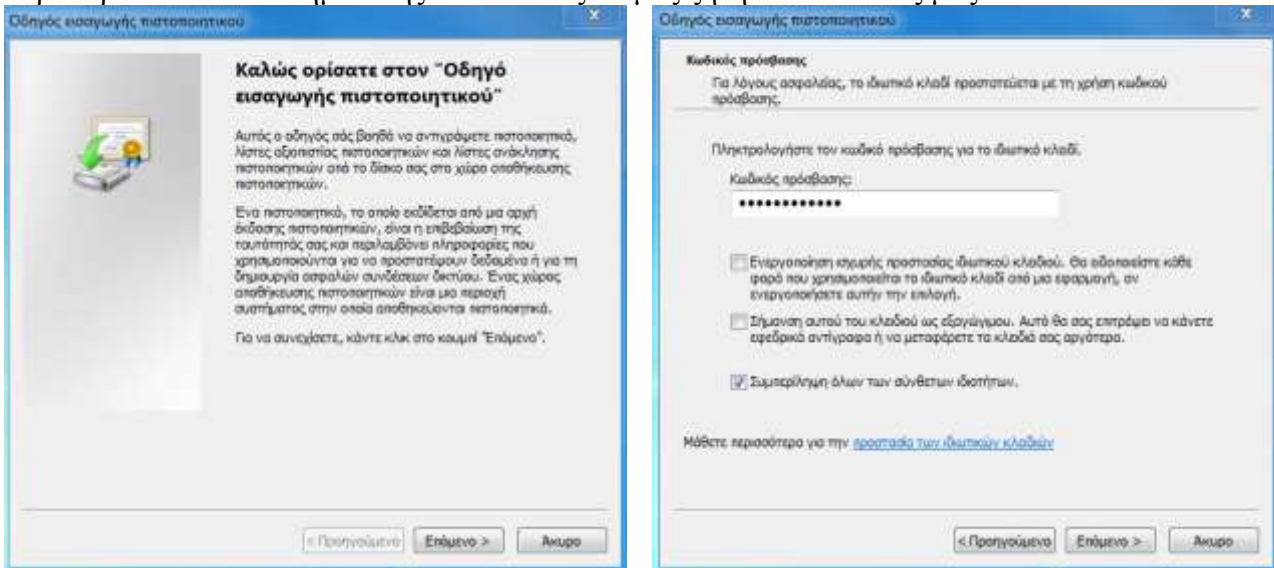 Οδηγός εισαγωγής πιστοποιητικού
Καλώς ορίσατε στον "Οδηγό
εισαγωγής πιστοποιητικού"
Αυτός ο οδηγός σάς βοηθά να αντιγράψετε πιστοποιητικά,
λίστες αξιοπιστίας πιστοποιητικών και λίστες ανάκλησης
πιστοποιητικών από το δίσκο σας στο χώρο αποθήκευσης
πιστοποιητικών.
Ένα πιστοποιητικό, το οποίο εκδίδεται από μια αρχή
έκδοσης πιστοποιητικών, είναι η επιβεβαίωση της
ταυτότητάς σας και περιλαμβάνει πληροφορίες που
χρησιμοποιούνται για να προστατέψουν δεδομένα ή για τη
δημιουργία ασφαλών συνδέσεων δικτύου. Ένας χώρος
αποθήκευσης πιστοποιητικών είναι μια περιοχή
συστήματος στην οποία αποθηκεύονται πιστοποιητικά.
Για να συνεχίσετε, κάντε κλικ στο κουμπί "Επόμενο".
< Προηγούμενο Επόμενο > Άκυρο
Οδηγός εισαγωγής πιστοποιητικού
Κωδικός πρόσβασης
Για λόγους ασφαλείας, το ιδιωτικό κλειδί προστατεύεται με τη χρήση κωδικού
πρόσβασης.
Πληκτρολογήστε τον κωδικό πρόσβασης για το ιδιωτικό κλειδί.
Κωδικός πρόσβασης:
••••••••••••
Ενεργοποίηση ισχυρής προστασίας ιδιωτικού κλειδιού. Θα ειδοποιείστε κάθε
φορά που χρησιμοποιείται το ιδιωτικό κλειδί από μια εφαρμογή, αν
ενεργοποιήσετε αυτήν την επιλογή.
Σήμανση αυτού του κλειδιού ως εξαγώγιμου. Αυτό θα σας επιτρέψει να κάνετε
εφεδρικά αντίγραφα ή να μεταφέρετε τα κλειδιά σας αργότερα.
Συμπερίληψη όλων των σύνθετων ιδιοτήτων.
Μάθετε περισσότερα για την προστασία των ιδιωτικών κλειδιών
< Προηγούμενο Επόμενο > Άκυρο